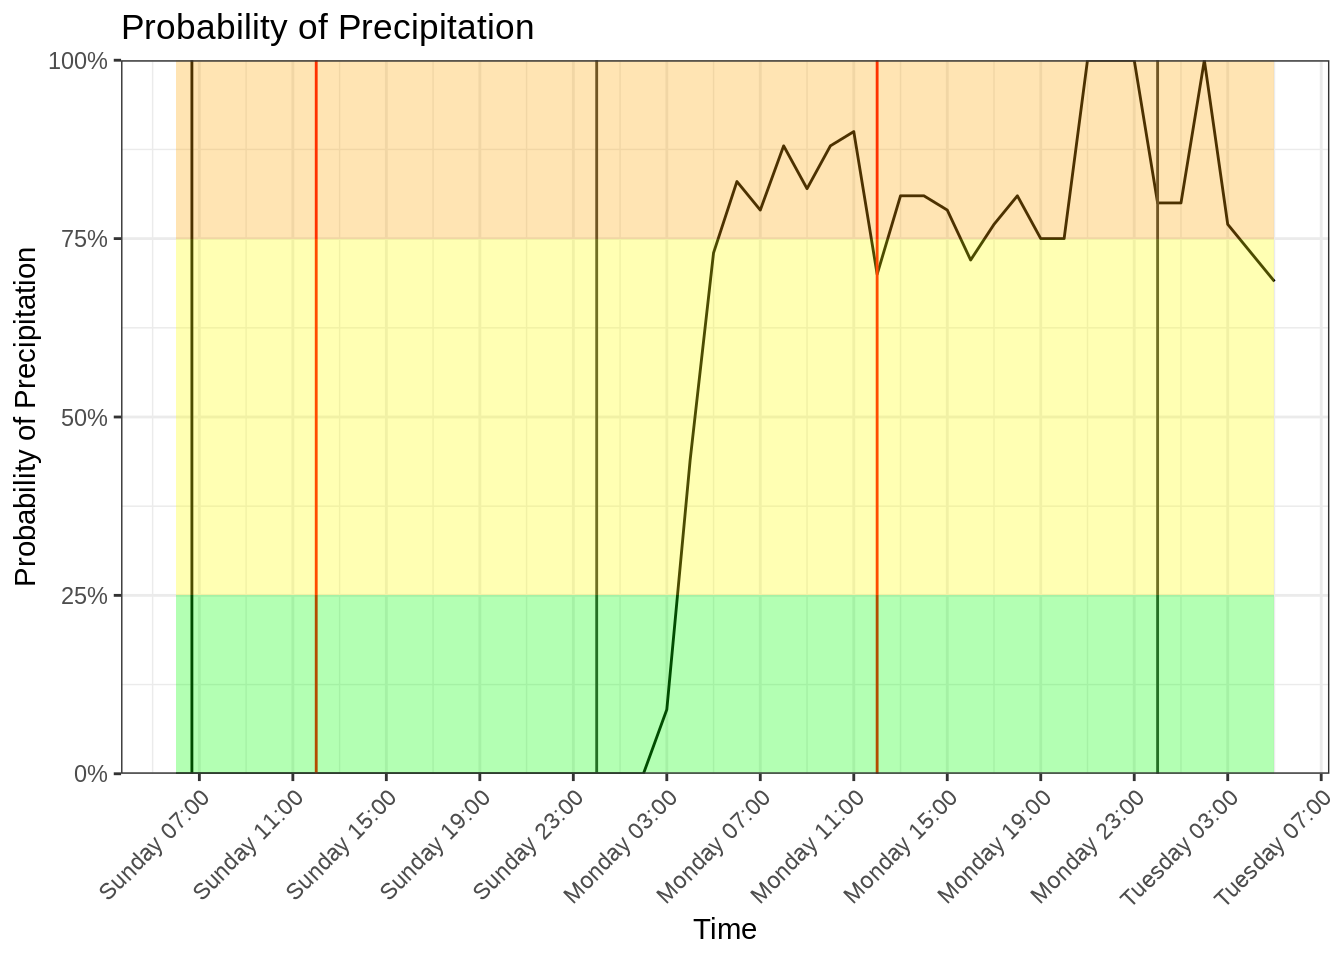 Probability of Precipitation
Probability of Precipitation
100%
75%
50%
25%
0%
Sunday 07:00
Sunday 11:00
Sunday 15:00
Sunday 19:00
Sunday 23:00
Monday 03:00
Monday 07:00
Monday 11:00
Monday 15:00
Monday 19:00
Monday 23:00
Tuesday 03:00
Tuesday 07:00
Time